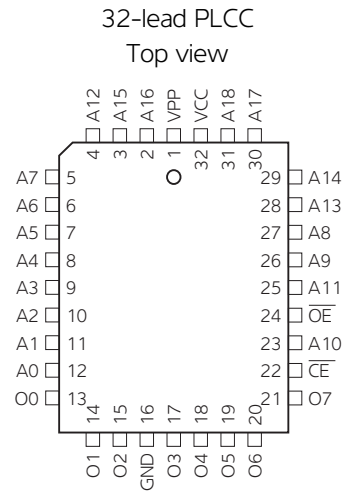 32-lead PLCC
Top view
A12 A15 A16 VPP VCC A18 A17
4 3 2 1 32 31 30
A7 5 29 A14
A6 6 28 A13
A5 7 27 A8
A4 8 26 A9
A3 9 25 A11
A2 10 24 O̅E̅
A1 11 23 A10
A0 12 22 C̅E̅
O0 13 21 O7
14 15 16 17 18 19 20
O1 O2 GND O3 O4 O5 O6